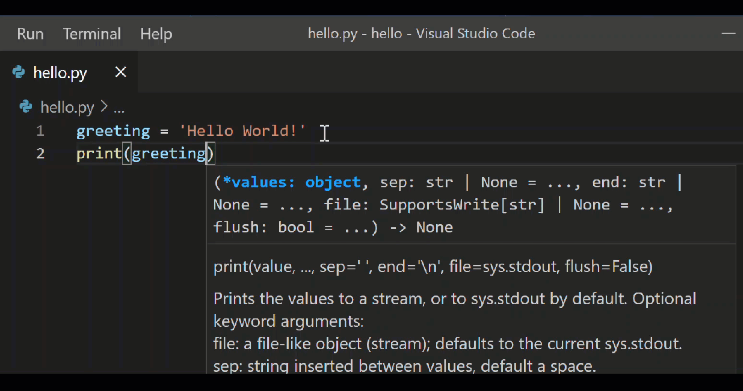 Run Terminal Help hello.py - hello - Visual Studio Code
hello.py
hello.py > ...
1 greeting = 'Hello World!'
2 print(greeting)
(*values: object, sep: str | None = ..., end: str |
None = ..., file: SupportsWrite[str] | None = ...,
flush: bool = ...) -> None
print(value, ..., sep=' ', end='\n', file=sys.stdout, flush=False)
Prints the values to a stream, or to sys.stdout by default. Optional
keyword arguments:
file: a file-like object (stream); defaults to the current sys.stdout.
sep: string inserted between values, default a space.